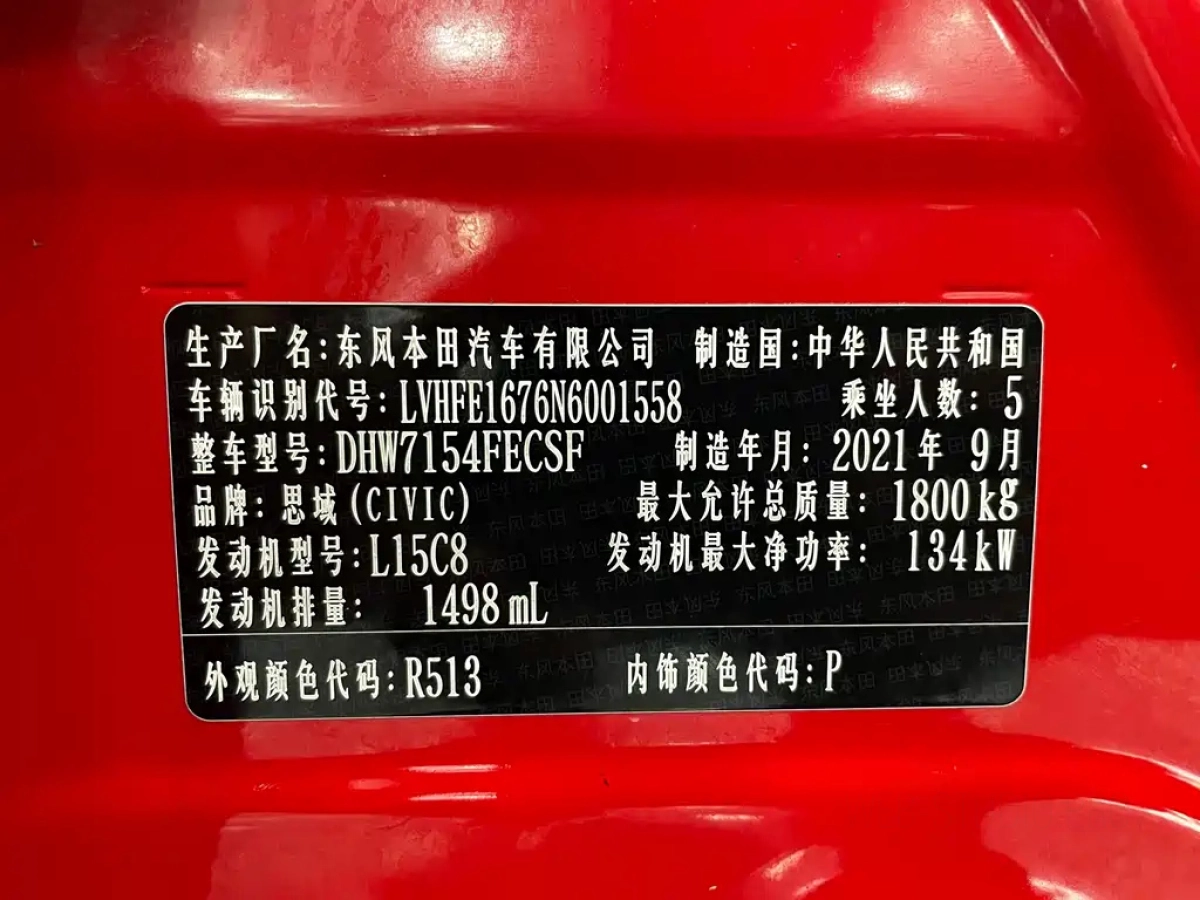 生产厂名:东风本田汽车有限公司 制造国:中华人民共和国
车辆识别代号:LVHFE1676N6001558 乘坐人数:5
整车型号:DHW7154FECSF 制造年月:2021年 9月
品牌:思域(CIVIC) 最大允许总质量:1800kg
发动机型号:L15C8 发动机最大净功率:134kW
发动机排量: 1498mL
外观颜色代码:R513 内饰颜色代码:P